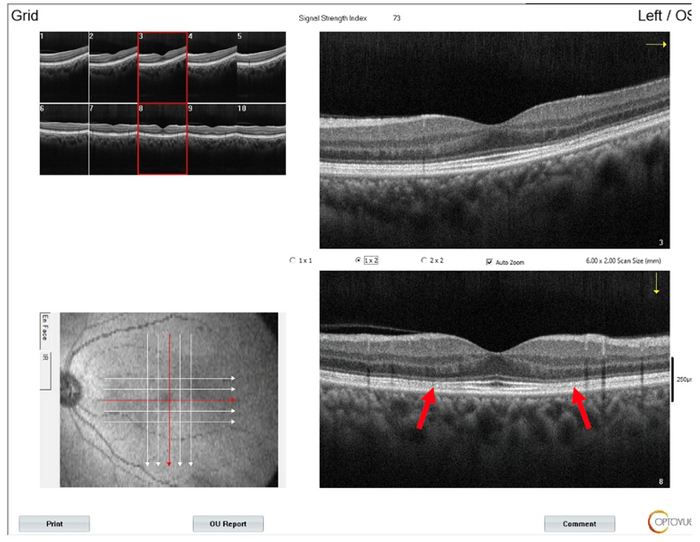 Grid
Signal Strength Index 73
Left / OS
1 2 3 4 5
6 7 8 9 10
3
1 x 1 1 x 2 2 x 2 Auto Zoom 6.00 x 2.00 Scan Size (mm)
En Face
IR
250µ
8
Print OU Report Comment
OPTOVUE